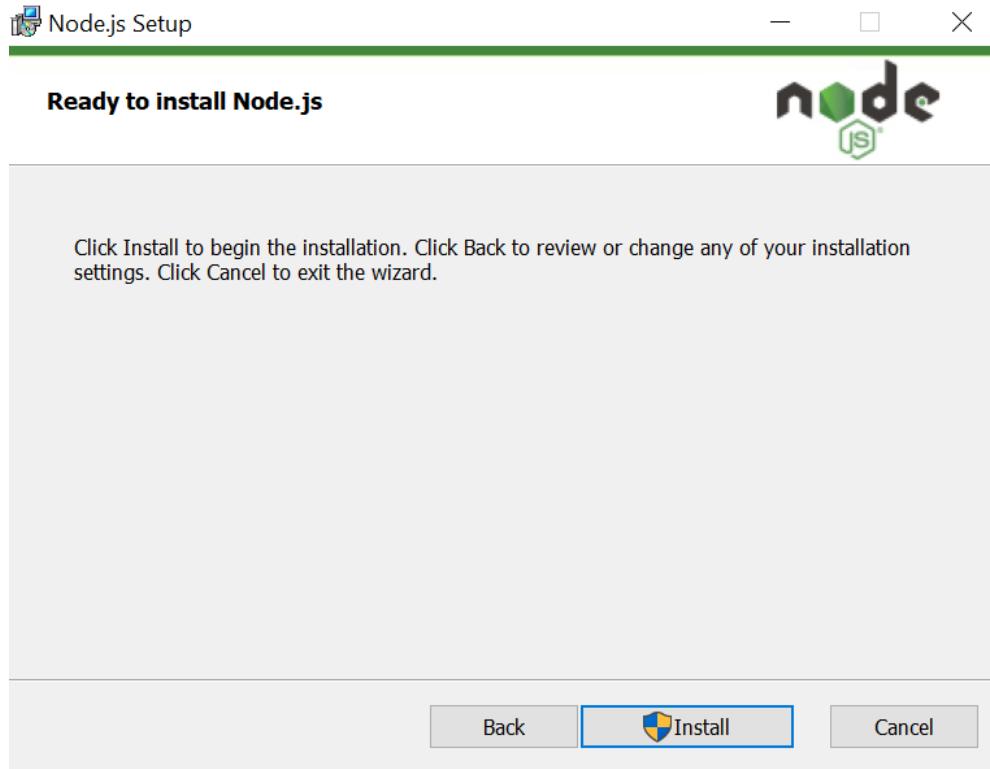 Node.js Setup
Ready to install Node.js
node
JS
Click Install to begin the installation. Click Back to review or change any of your installation
settings. Click Cancel to exit the wizard.
Back
Install
Cancel